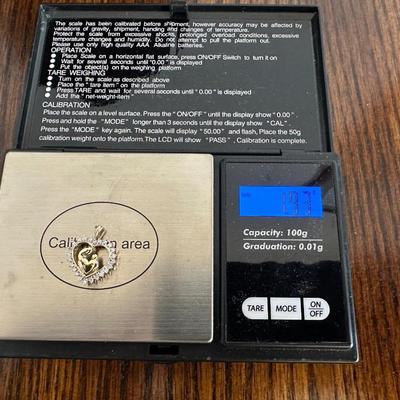 The scale has been calibrated before shipment, however accuracy may be affected by
variations of gravity, shipment, handing and changes of temperature.
Protect the scale from excessive shocks, prolonged overload conditions, excessive
temperature changes and humidity. Do not attempt to pull the platform out.
Please use only high quality AAA Alkaline batteries.
OPERATION
Place Scale on a horizontal flat surface, press ON/OFF Switch to turn it on
Wait for several seconds until "0.00" is displayed
Put the object(s) on the weighing platform
TARE WEIGHING
Turn on the scale as described above
Place the "tare item" on the platform
Press TARE and wait for several seconds until "0.00" is displayed
Add the "net-weight-item"
CALIBRATION
Place the scale on a level surface. Press the "ON/OFF" until the display show "0.00".
Press and hold the "MODE" longer than 3 seconds until the display show "CAL".
Press the "MODE" key again. The scale will display "50.00" and flash, Place the 50g
calibration weight onto the platform.The LCD will show "PASS", Calibration is complete.
area
1.97
Capacity: 100g
Graduation: 0.01g
TARE
MODE
ON
OFF